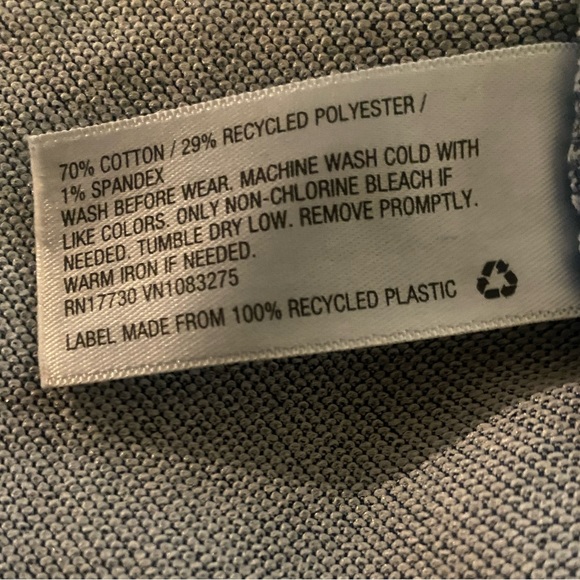 70% COTTON / 29% RECYCLED POLYESTER /
1% SPANDEX
WASH BEFORE WEAR. MACHINE WASH COLD WITH
LIKE COLORS. ONLY NON-CHLORINE BLEACH IF
NEEDED. TUMBLE DRY LOW. REMOVE PROMPTLY.
WARM IRON IF NEEDED.
RN17730 VN1083275
LABEL MADE FROM 100% RECYCLED PLASTIC